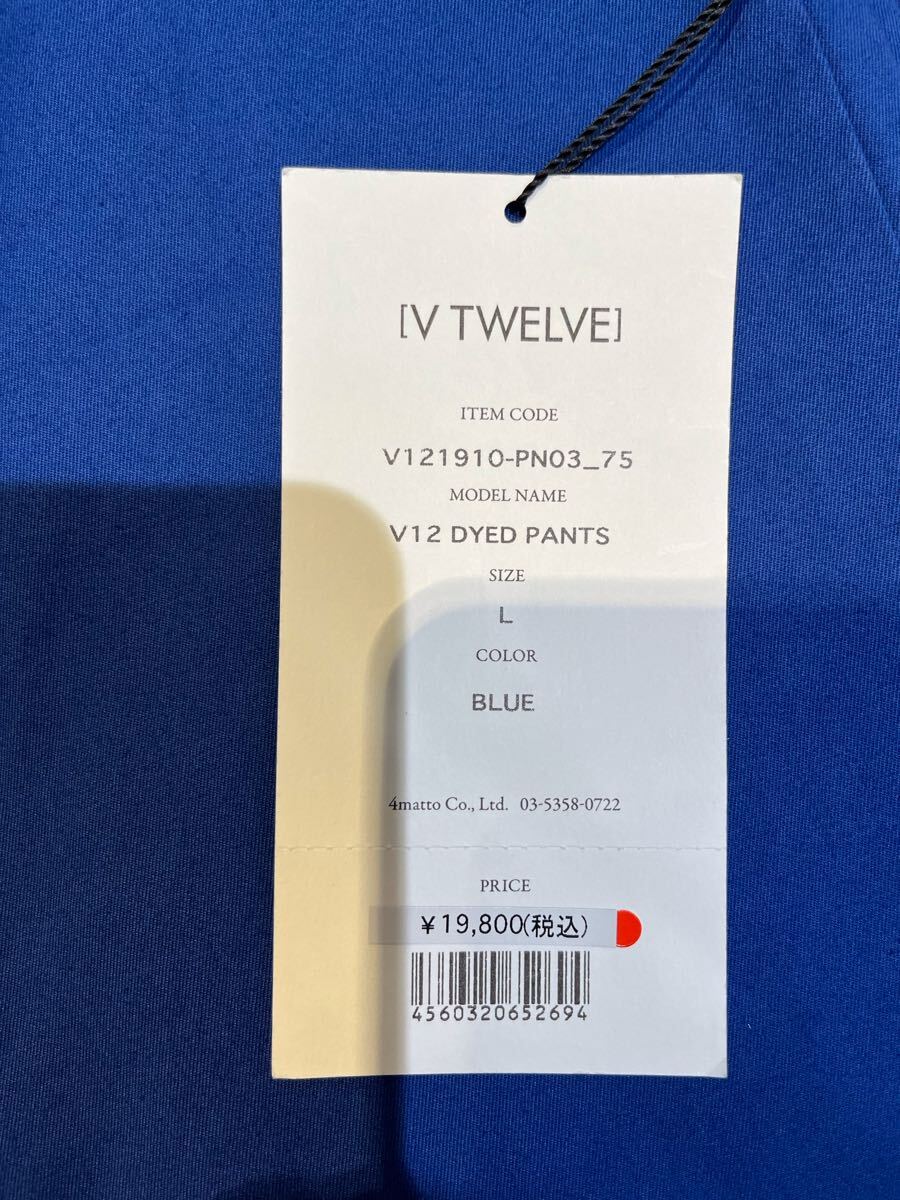 [V TWELVE]
ITEM CODE
V121910-PN03_75
MODEL NAME
V12 DYED PANTS
SIZE
L
COLOR
BLUE
4matto Co., Ltd. 03-5358-0722
PRICE
¥19,800(税込)
4560320652694